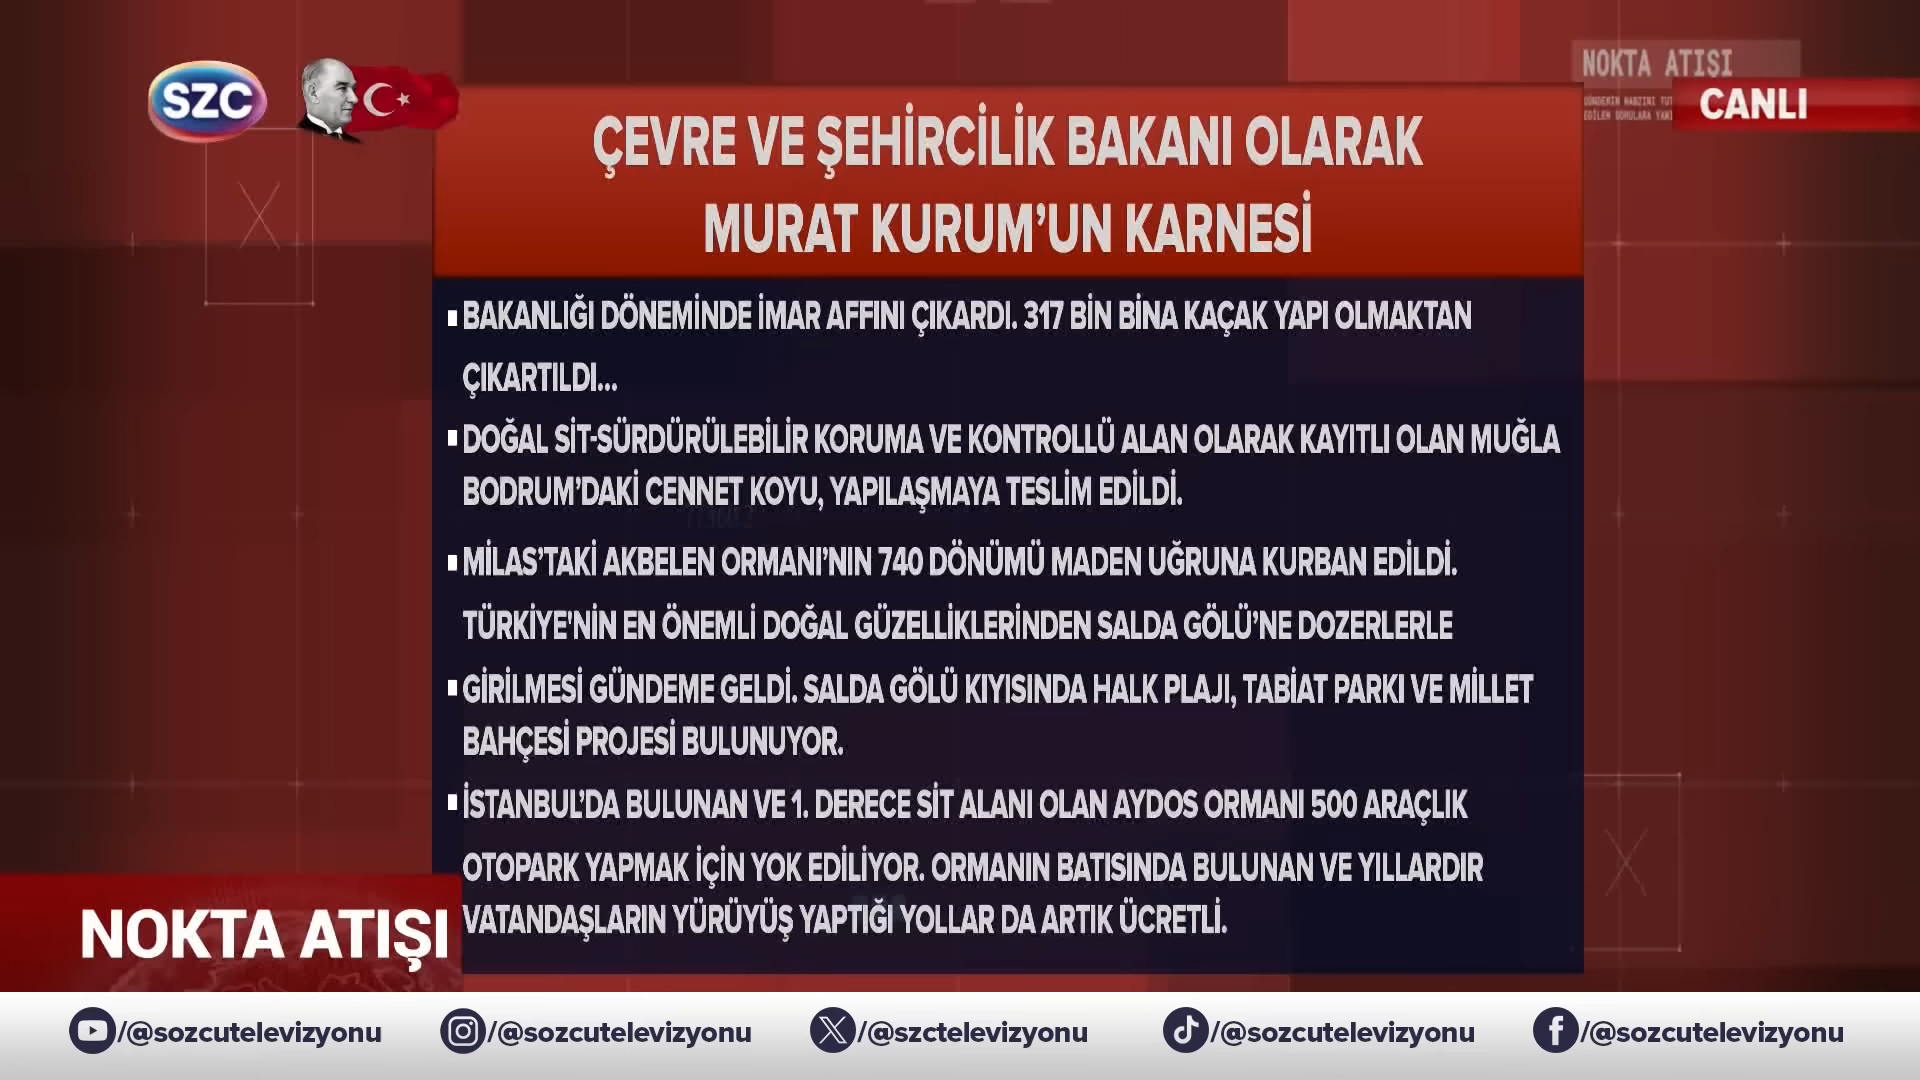 SZC
NOKTA ATIŞI
CANLI
ÇEVRE VE ŞEHİRCİLİK BAKANI OLARAK
MURAT KURUM’UN KARNESİ
▪ BAKANLIĞI DÖNEMİNDE İMAR AFFINI ÇIKARDI. 317 BİN BİNA KAÇAK YAPI OLMAKTAN
ÇIKARTILDI...
▪ DOĞAL SİT-SÜRDÜRÜLEBİLİR KORUMA VE KONTROLLÜ ALAN OLARAK KAYITLI OLAN MUĞLA
BODRUM’DAKİ CENNET KOYU, YAPILAŞMAYA TESLİM EDİLDİ.
▪ MİLAS’TAKİ AKBELEN ORMANI’NIN 740 DÖNÜMÜ MADEN UĞRUNA KURBAN EDİLDİ.
TÜRKİYE'NİN EN ÖNEMLİ DOĞAL GÜZELLİKLERİNDEN SALDA GÖLÜ’NE DOZERLERLE
▪ GİRİLMESİ GÜNDEME GELDİ. SALDA GÖLÜ KIYISINDA HALK PLAJI, TABİAT PARKI VE MİLLET
BAHÇESİ PROJESİ BULUNUYOR.
▪ İSTANBUL’DA BULUNAN VE 1. DERECE SİT ALANI OLAN AYDOS ORMANI 500 ARAÇLIK
OTOPARK YAPMAK İÇİN YOK EDİLİYOR. ORMANIN BATISINDA BULUNAN VE YILLARDIR
VATANDAŞLARIN YÜRÜYÜŞ YAPTIĞI YOLLAR DA ARTIK ÜCRETLİ.
NOKTA ATIŞI
/@sozcutelevizyonu /@sozcutelevizyonu /@szctelevizyonu /@sozcutelevizyonu /@sozcutelevizyonu